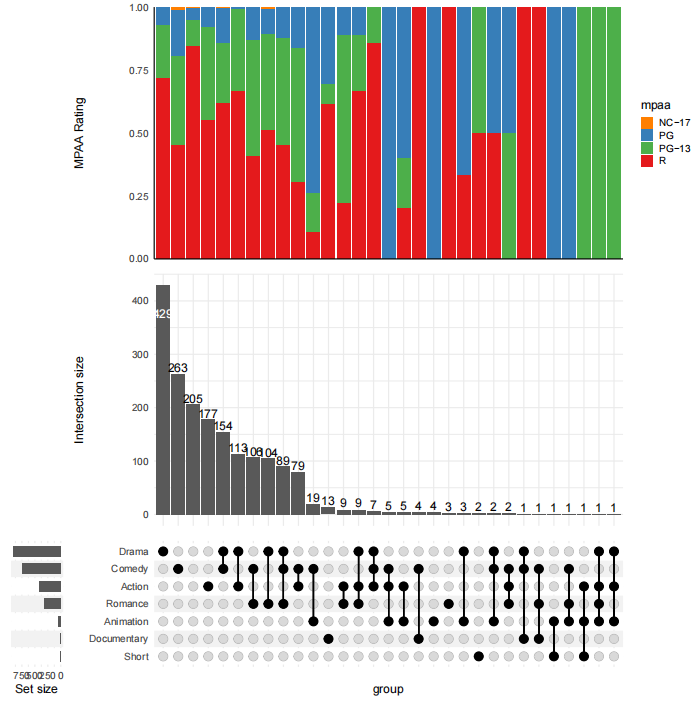 1.00
0.75
0.50
0.25
0.00
MPAA Rating
mpaa
NC-17
PG
PG-13
R
400
300
200
100
0
Intersection size
429
263
205
177
154
113
104
89
79
19
13
9
9
7
5
5
4
4
3
3
2
2
2
1
1
1
1
1
1
1
Drama
Comedy
Action
Romance
Animation
Documentary
Short
750 500 250 0
Set size
group